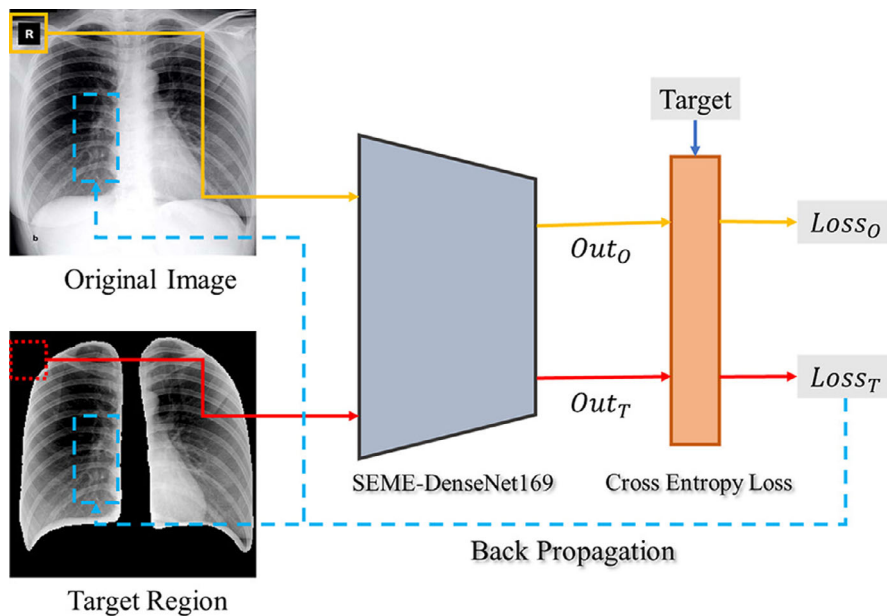 R
b
Original Image
Target
Out_O
Loss_O
Out_T
Loss_T
SEME-DenseNet169
Cross Entropy Loss
Back Propagation
Target Region